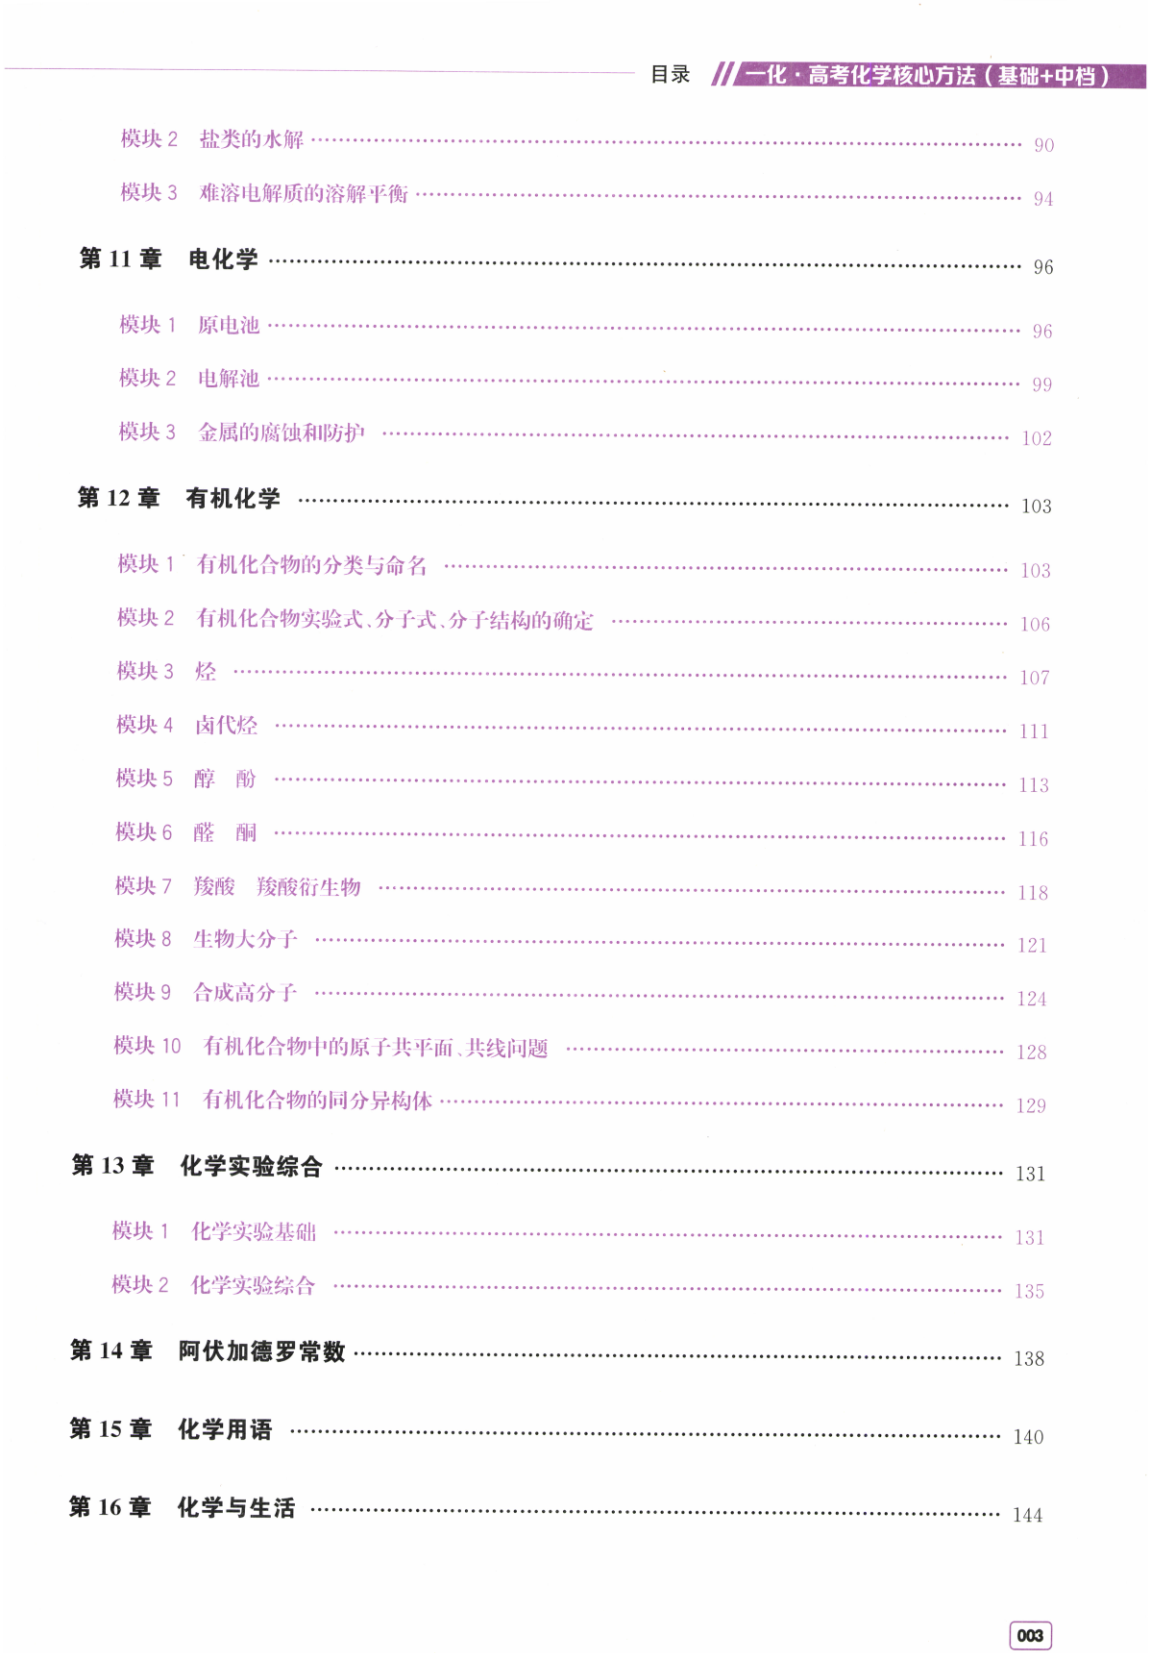 目录 一化·高考化学核心方法（基础+中档）
模块 2 盐类的水解 …… 90
模块 3 难溶电解质的溶解平衡 …… 94
第 11 章 电化学 …… 96
模块 1 原电池 …… 96
模块 2 电解池 …… 99
模块 3 金属的腐蚀和防护 …… 102
第 12 章 有机化学 …… 103
模块 1 有机化合物的分类与命名 …… 103
模块 2 有机化合物实验式、分子式、分子结构的确定 …… 106
模块 3 烃 …… 107
模块 4 卤代烃 …… 111
模块 5 醇 酚 …… 113
模块 6 醛 酮 …… 116
模块 7 羧酸 羧酸衍生物 …… 118
模块 8 生物大分子 …… 121
模块 9 合成高分子 …… 124
模块 10 有机化合物中的原子共平面、共线问题 …… 128
模块 11 有机化合物的同分异构体 …… 129
第 13 章 化学实验综合 …… 131
模块 1 化学实验基础 …… 131
模块 2 化学实验综合 …… 135
第 14 章 阿伏加德罗常数 …… 138
第 15 章 化学用语 …… 140
第 16 章 化学与生活 …… 144
003